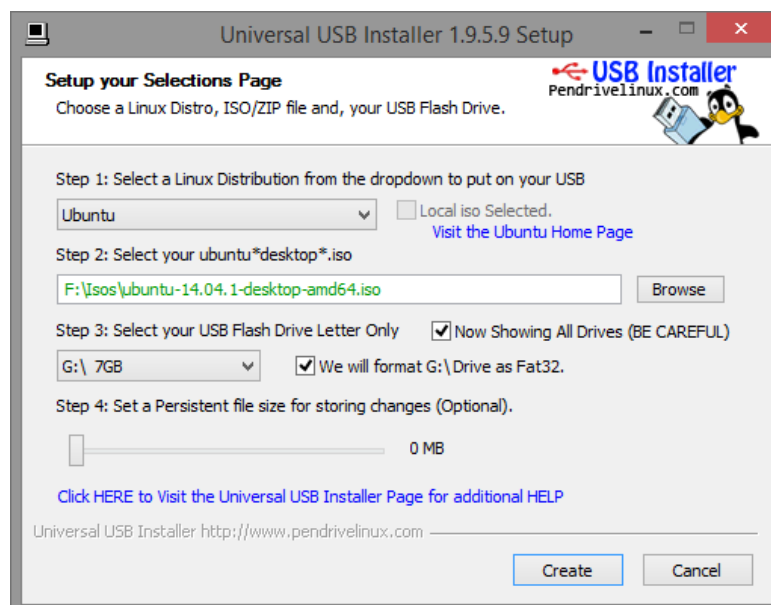 Universal USB Installer 1.9.5.9 Setup
Setup your Selections Page
Choose a Linux Distro, ISO/ZIP file and, your USB Flash Drive.
USB Installer
Pendrivelinux.com
Step 1: Select a Linux Distribution from the dropdown to put on your USB
Ubuntu
Local iso Selected.
Visit the Ubuntu Home Page
Step 2: Select your ubuntu*desktop*.iso
F:\Isos\ubuntu-14.04.1-desktop-amd64.iso
Browse
Step 3: Select your USB Flash Drive Letter Only
Now Showing All Drives (BE CAREFUL)
G:\ 7GB
We will format G:\ Drive as Fat32.
Step 4: Set a Persistent file size for storing changes (Optional).
0 MB
Click HERE to Visit the Universal USB Installer Page for additional HELP
Universal USB Installer http://www.pendrivelinux.com
Create
Cancel